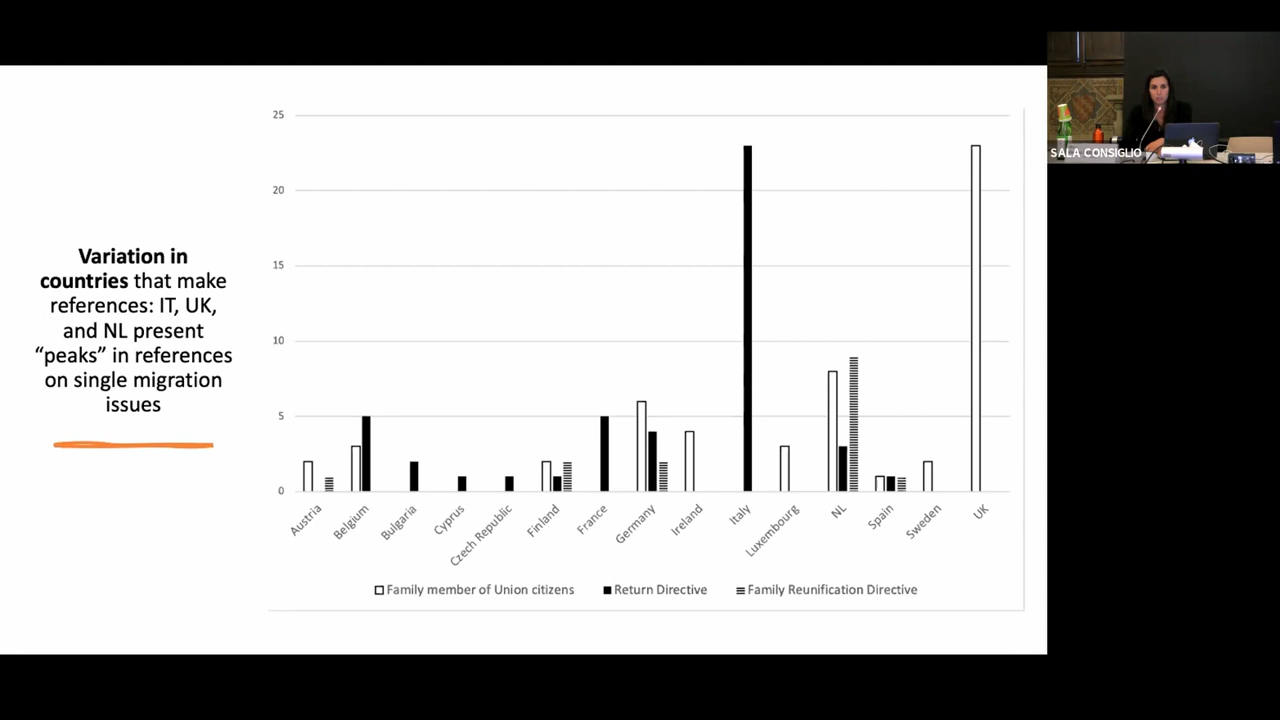 Variation in
countries that make
references: IT, UK,
and NL present
“peaks” in references
on single migration
issues
25
20
15
10
5
0
Austria
Belgium
Bulgaria
Cyprus
Czech Republic
Finland
France
Germany
Ireland
Italy
Luxembourg
NL
Spain
Sweden
UK
Family member of Union citizens
Return Directive
Family Reunification Directive
SALA CONSIGLIO